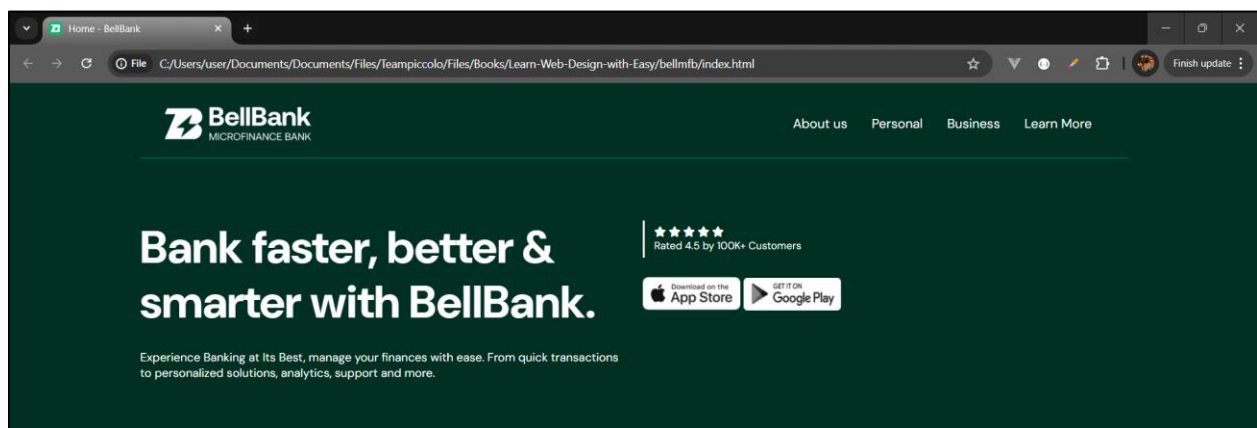 Home - BellBank
File C:/Users/user/Documents/Documents/Files/Teampiccolo/Files/Books/Learn-Web-Design-with-Easy/bellmfb/index.html
Finish update
BellBank
MICROFINANCE BANK
About us Personal Business Learn More
Bank faster, better &
smarter with BellBank.
Experience Banking at Its Best, manage your finances with ease. From quick transactions
to personalized solutions, analytics, support and more.
Rated 4.5 by 100K+ Customers
Download on the
App Store
GET IT ON
Google Play